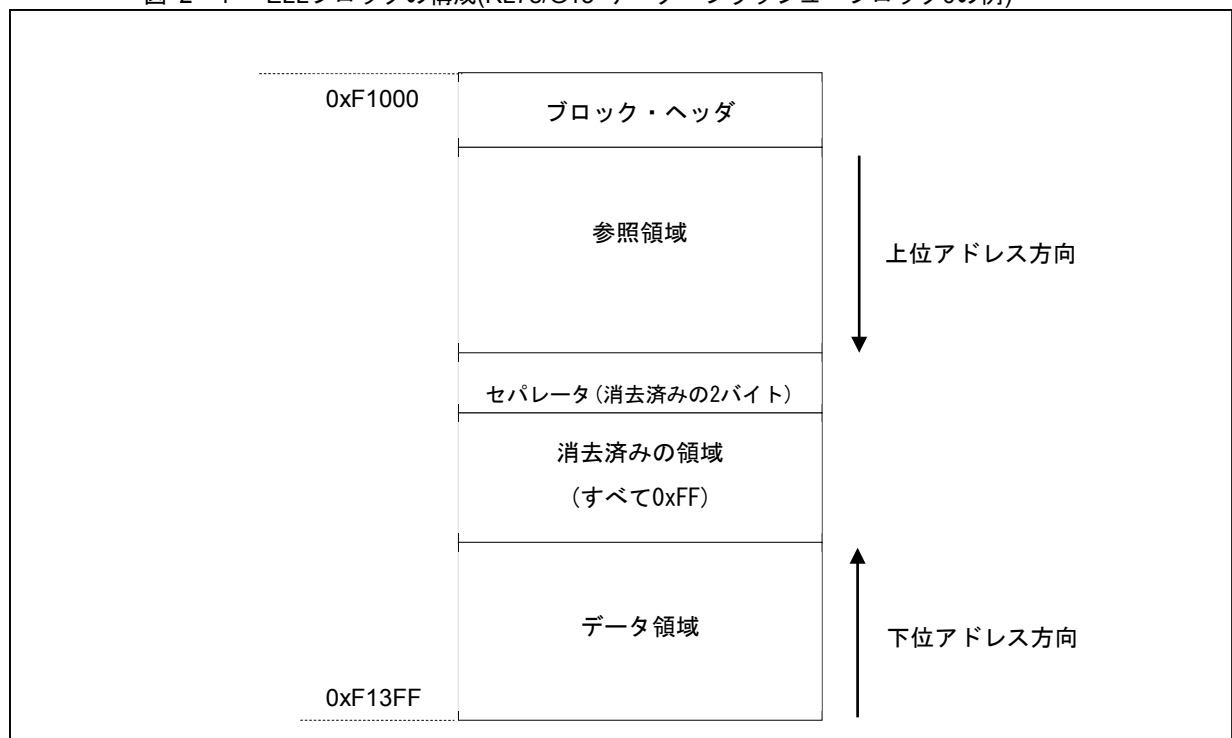 0xF1000
ブロック・ヘッダ
参照領域
上位アドレス方向
セパレータ(消去済みの2バイト)
消去済みの領域
(すべて0xFF)
データ領域
下位アドレス方向
0xF13FF